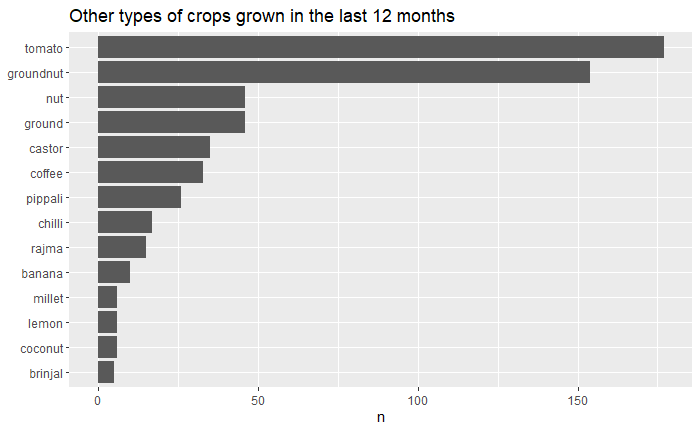 Other types of crops grown in the last 12 months
tomato
groundnut
nut
ground
castor
coffee
pippali
chilli
rajma
banana
millet
lemon
coconut
brinjal
0 50 100 150
n